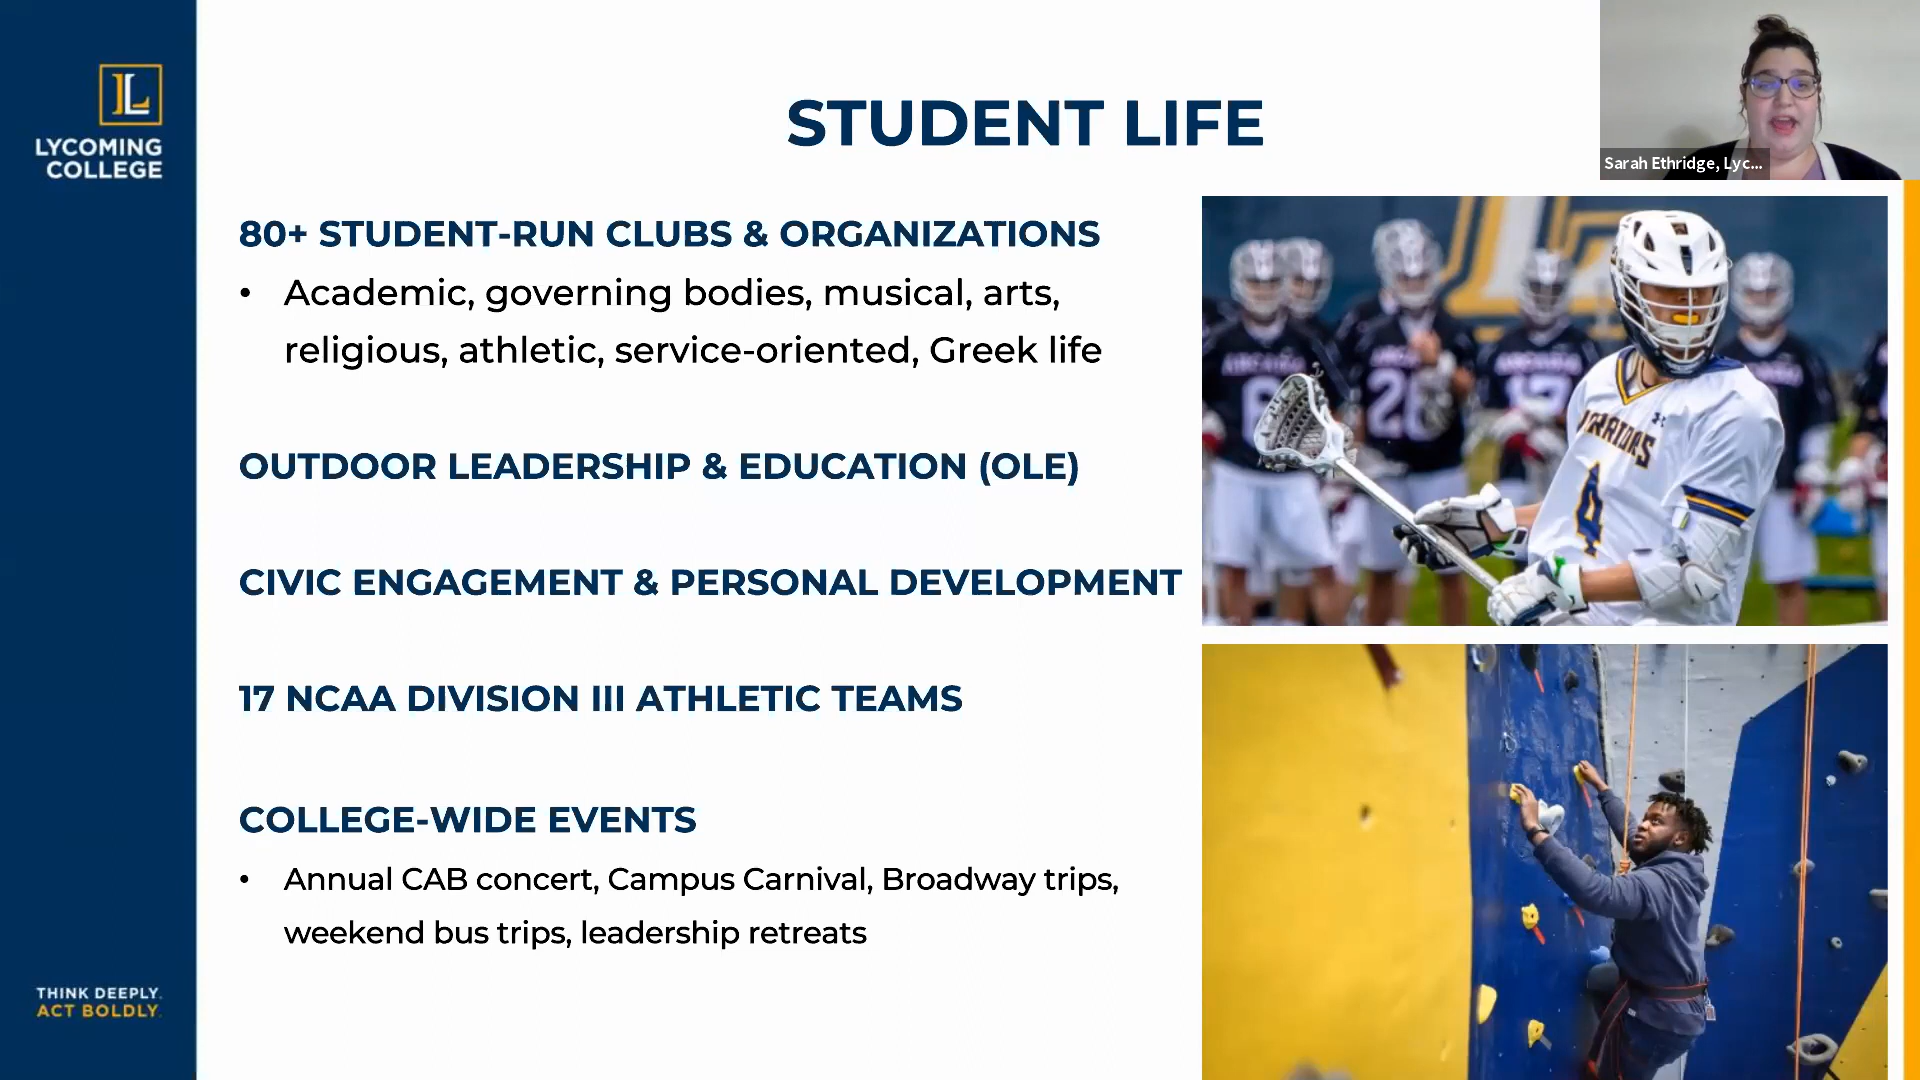 LYCOMING
COLLEGE
STUDENT LIFE
Sarah Ethridge, Lyc...
80+ STUDENT-RUN CLUBS & ORGANIZATIONS
• Academic, governing bodies, musical, arts,
religious, athletic, service-oriented, Greek life
OUTDOOR LEADERSHIP & EDUCATION (OLE)
CIVIC ENGAGEMENT & PERSONAL DEVELOPMENT
17 NCAA DIVISION III ATHLETIC TEAMS
COLLEGE-WIDE EVENTS
• Annual CAB concert, Campus Carnival, Broadway trips,
weekend bus trips, leadership retreats
WARRIORS
4
THINK DEEPLY.
ACT BOLDLY.